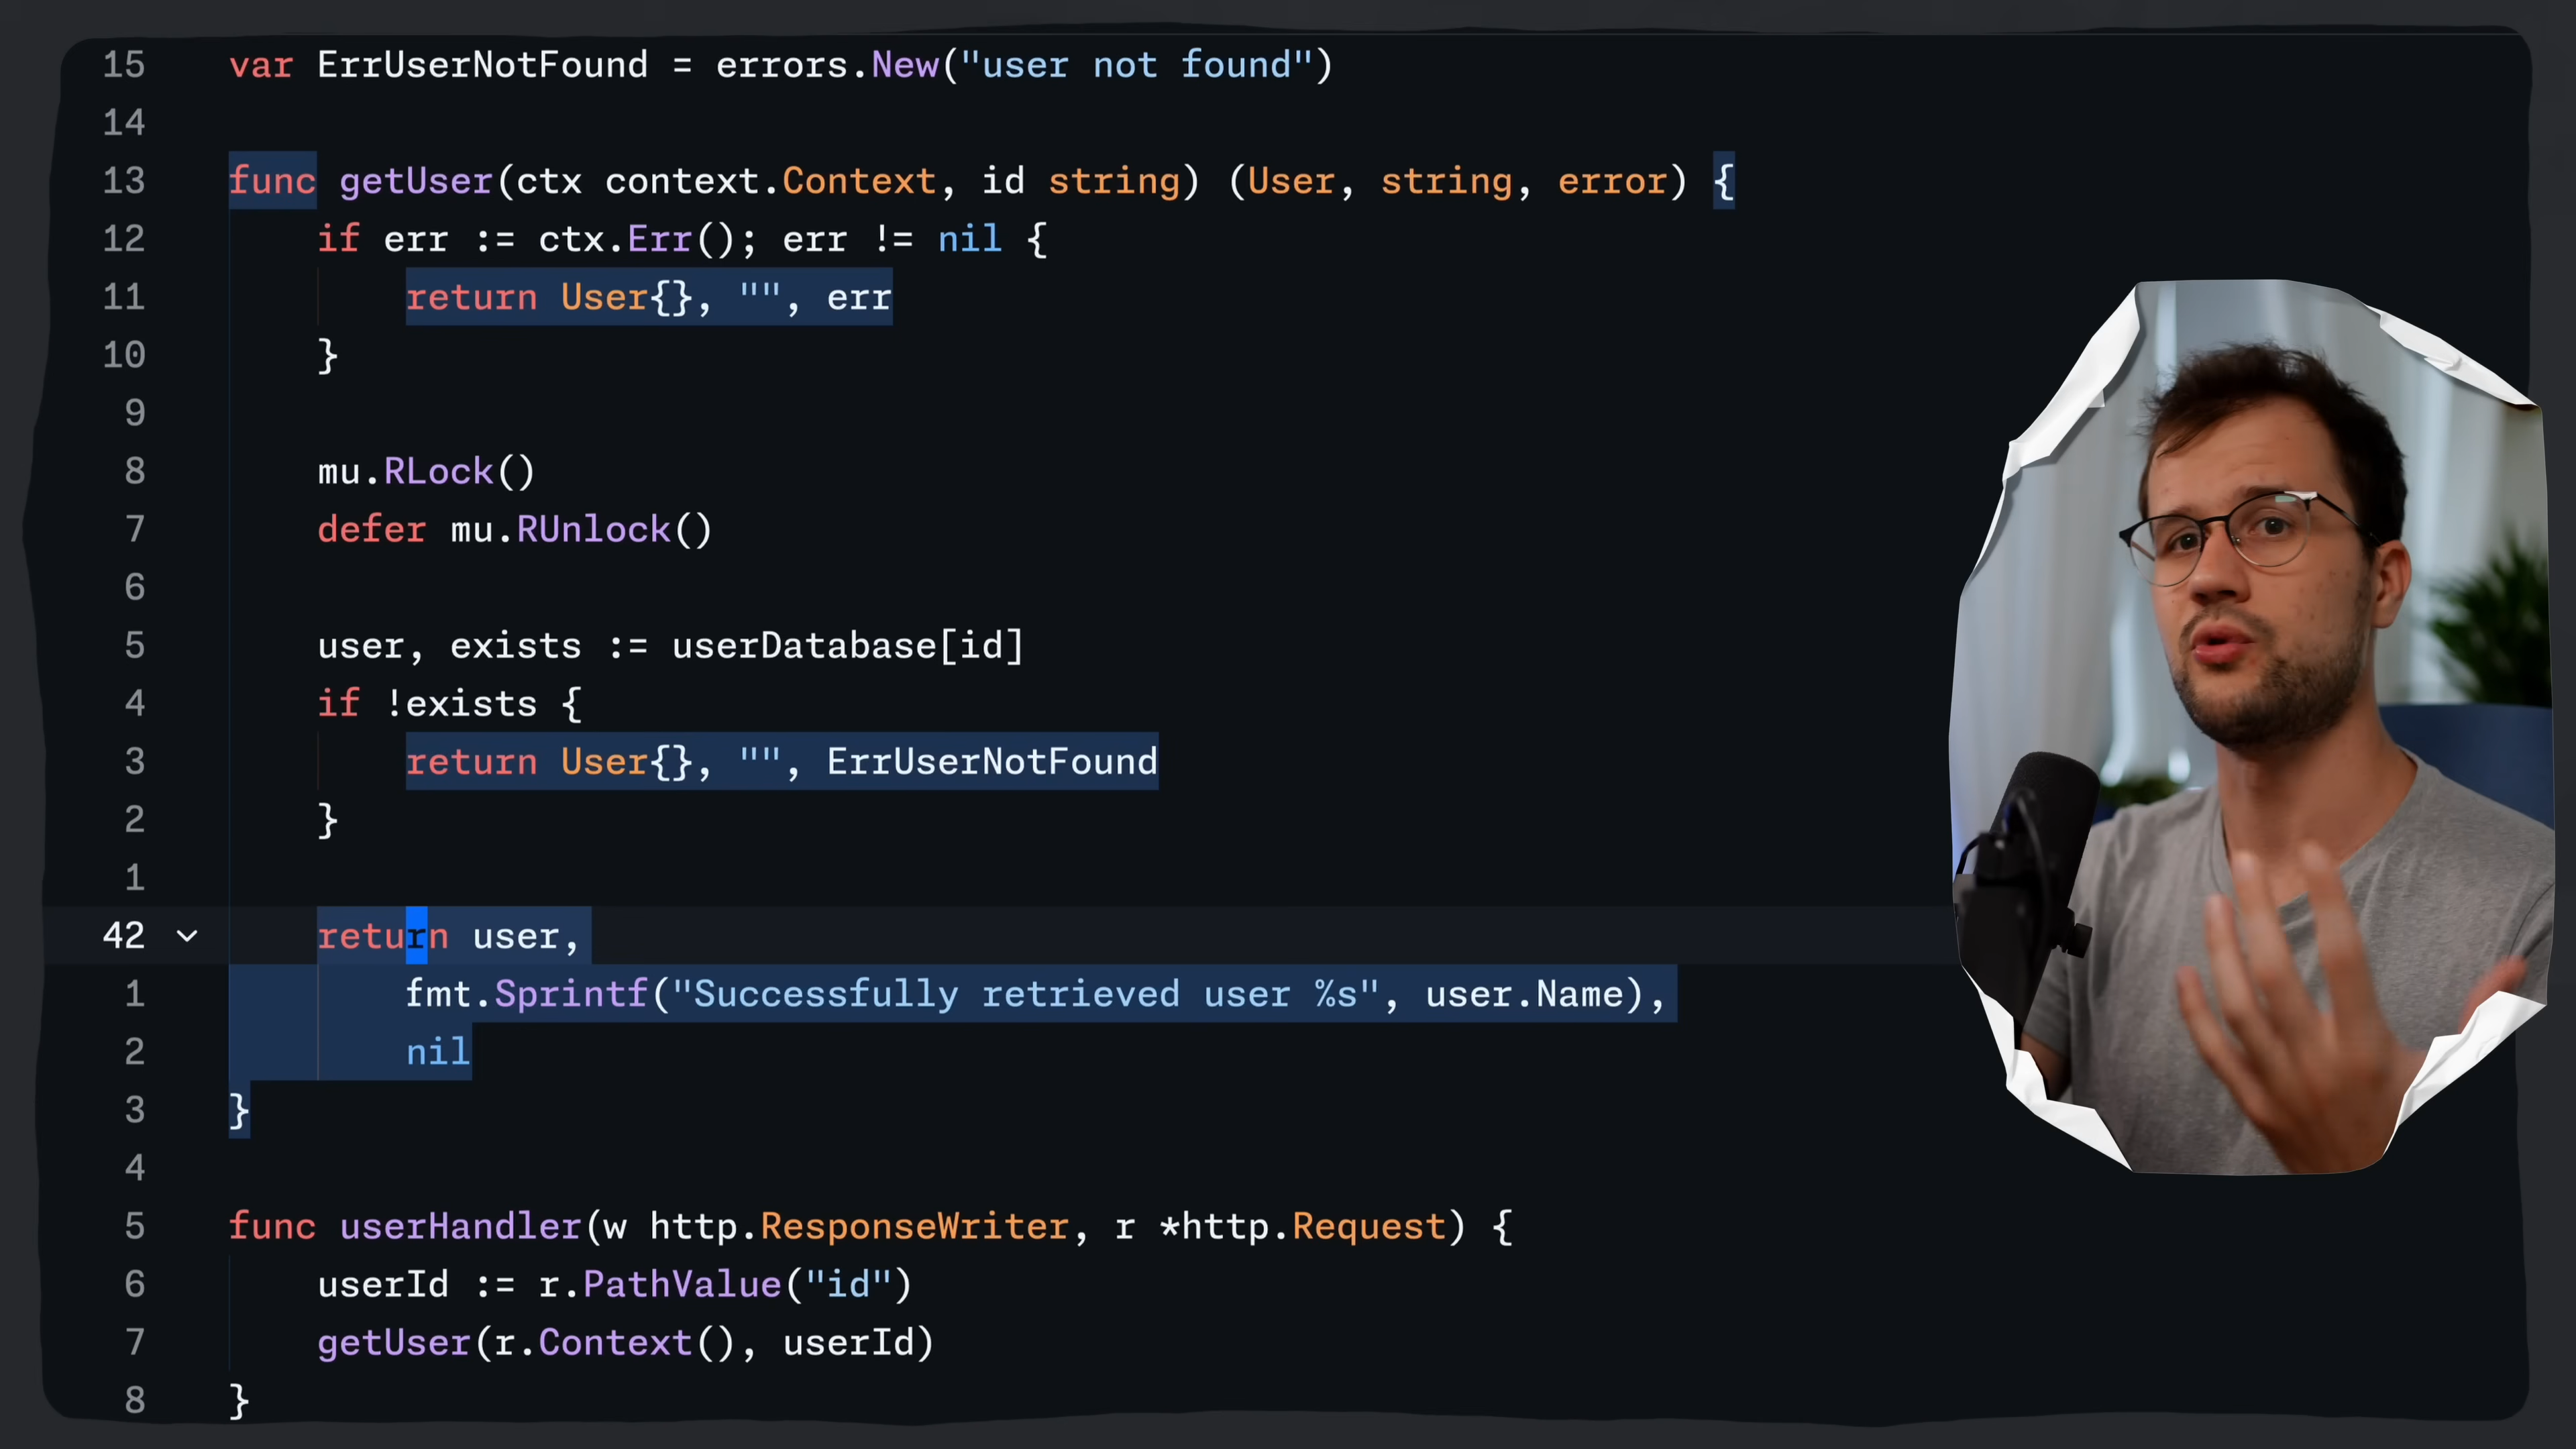 15 var ErrUserNotFound = errors.New("user not found")
14
13 func getUser(ctx context.Context, id string) (User, string, error) {
12     if err := ctx.Err(); err != nil {
11         return User{}, "", err
10     }
9
8     mu.RLock()
7     defer mu.RUnlock()
6
5     user, exists := userDatabase[id]
4     if !exists {
3         return User{}, "", ErrUserNotFound
2     }
1
42     return user,
1         fmt.Sprintf("Successfully retrieved user %s", user.Name),
2         nil
3 }
4
5 func userHandler(w http.ResponseWriter, r *http.Request) {
6     userId := r.PathValue("id")
7     getUser(r.Context(), userId)
8 }